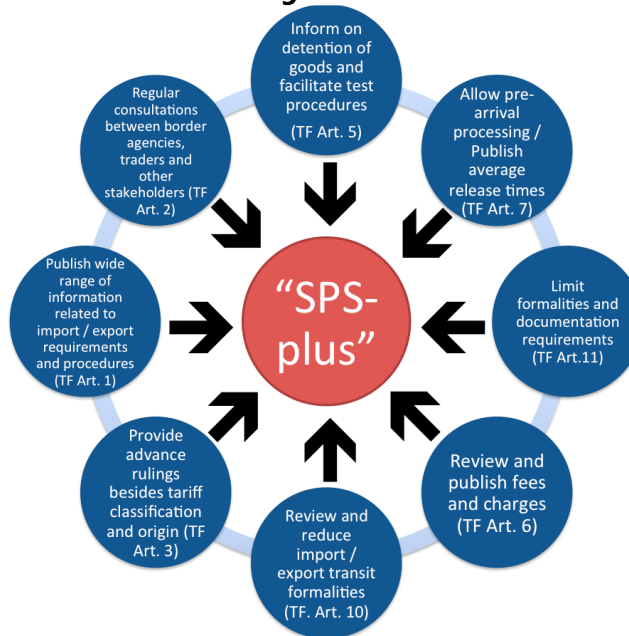 Inform on
detention of
goods and
facilitate test
procedures
(TF Art. 5)
Allow pre-
arrival
processing /
Publish
average
release times
(TF Art. 7)
Limit
formalities and
documentation
requirements
(TF Art.11)
Review and
publish fees
and charges
(TF Art. 6)
Review and
reduce import /
export transit
formalities
(TF. Art. 10)
Provide
advance
rulings
besides tariff
classification
and origin (TF
Art. 3)
Publish wide
range of
information
related to
import / export
requirements
and procedures
(TF Art. 1)
Regular
consultations
between border
agencies,
traders and
other
stakeholders (TF
Art. 2)
“SPS-
plus”